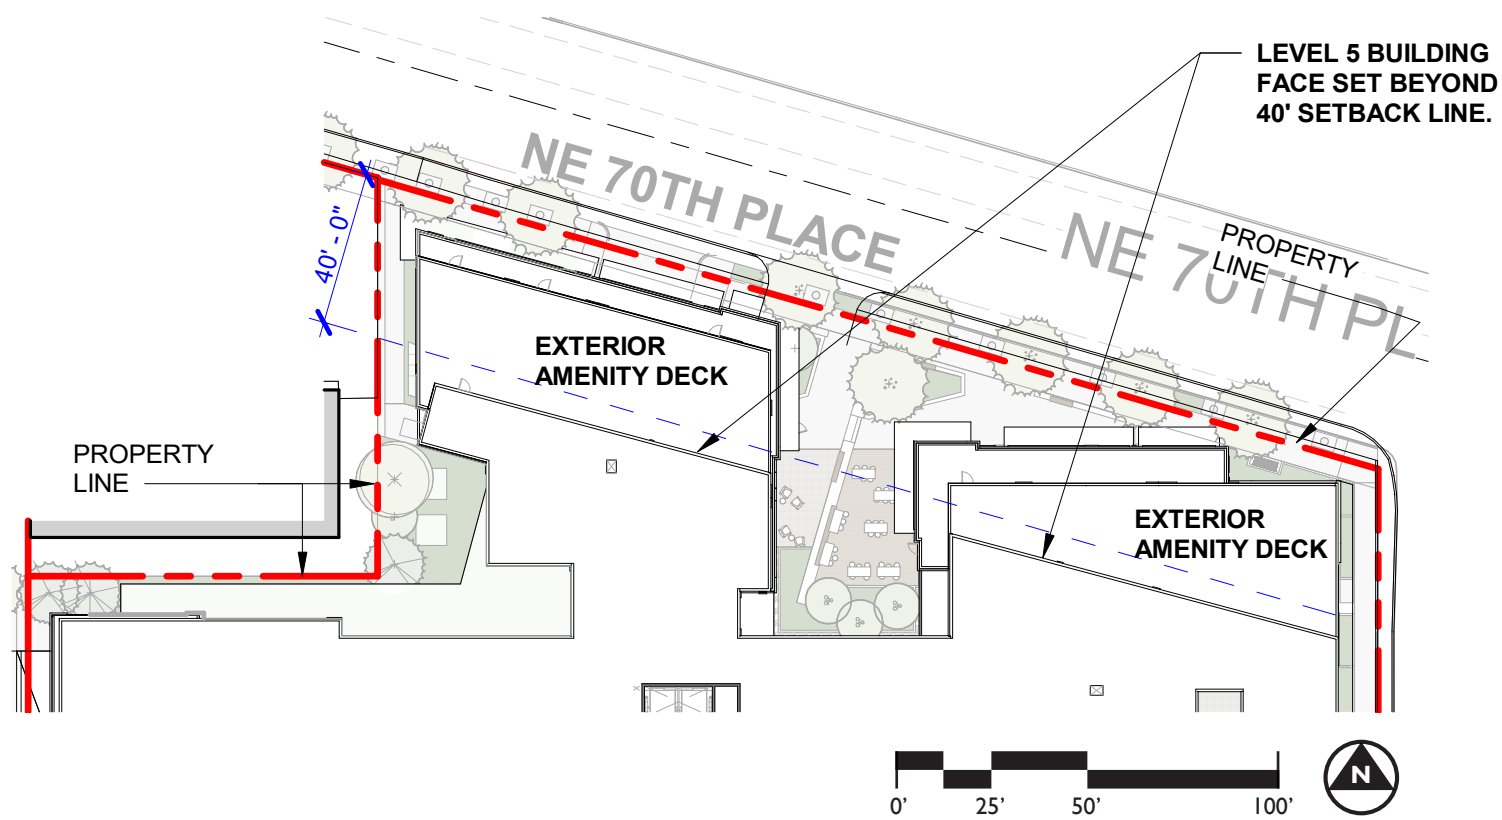 LEVEL 5 BUILDING
FACE SET BEYOND
40' SETBACK LINE.
NE 70TH PLACE
NE 70TH PL
PROPERTY
LINE
40' - 0"
EXTERIOR
AMENITY DECK
PROPERTY
LINE
EXTERIOR
AMENITY DECK
0' 25' 50' 100'
N